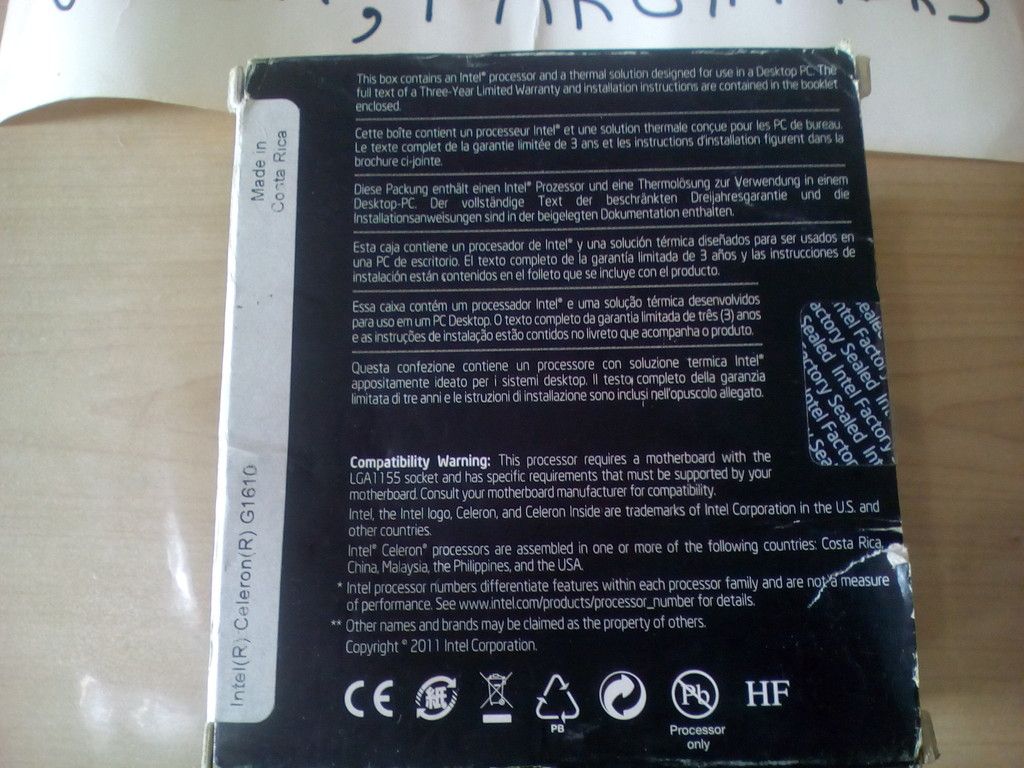 This box contains an Intel® processor and a thermal solution designed for use in a Desktop PC. The
full text of a Three-Year Limited Warranty and installation instructions are contained in the booklet
enclosed.
Cette boîte contient un processeur Intel® et une solution thermale conçue pour les PC de bureau.
Le texte complet de la garantie limitée de 3 ans et les instructions d'installation figurent dans la
brochure ci-jointe.
Diese Packung enthält einen Intel® Prozessor und eine Thermolösung zur Verwendung in einem
Desktop-PC. Der vollständige Text der beschränkten Dreijahresgarantie und die
Installationsanweisungen sind in der beigelegten Dokumentation enthalten.
Esta caja contiene un procesador de Intel® y una solución térmica diseñados para ser usados en
una PC de escritorio. El texto completo de la garantía limitada de 3 años y las instrucciones de
instalación están contenidos en el folleto que se incluye con el producto.
Essa caixa contém um processador Intel® e uma solução térmica desenvolvidos
para uso em um PC Desktop. O texto completo da garantia limitada de três (3) anos
e as instruções de instalação estão contidos no livreto que acompanha o produto.
Questa confezione contiene un processore con soluzione termica Intel®
appositamente ideato per i sistemi desktop. Il testo completo della garanzia
limitata di tre anni e le istruzioni di installazione sono inclusi nell'opuscolo allegato.
Compatibility Warning: This processor requires a motherboard with the
LGA1155 socket and has specific requirements that must be supported by your
motherboard. Consult your motherboard manufacturer for compatibility.
Intel, the Intel logo, Celeron, and Celeron Inside are trademarks of Intel Corporation in the U.S. and
other countries.
Intel® Celeron® processors are assembled in one or more of the following countries: Costa Rica,
China, Malaysia, the Philippines, and the USA.
* Intel processor numbers differentiate features within each processor family and are not a measure
of performance. See www.intel.com/products/processor_number for details.
** Other names and brands may be claimed as the property of others.
Copyright © 2011 Intel Corporation.
CE
紙
PB
Pb
Processor
only
HF
Made in
Costa Rica
Intel(R) Celeron(R) G1610
Intel Factory
Sealed Intel Factory
Sealed